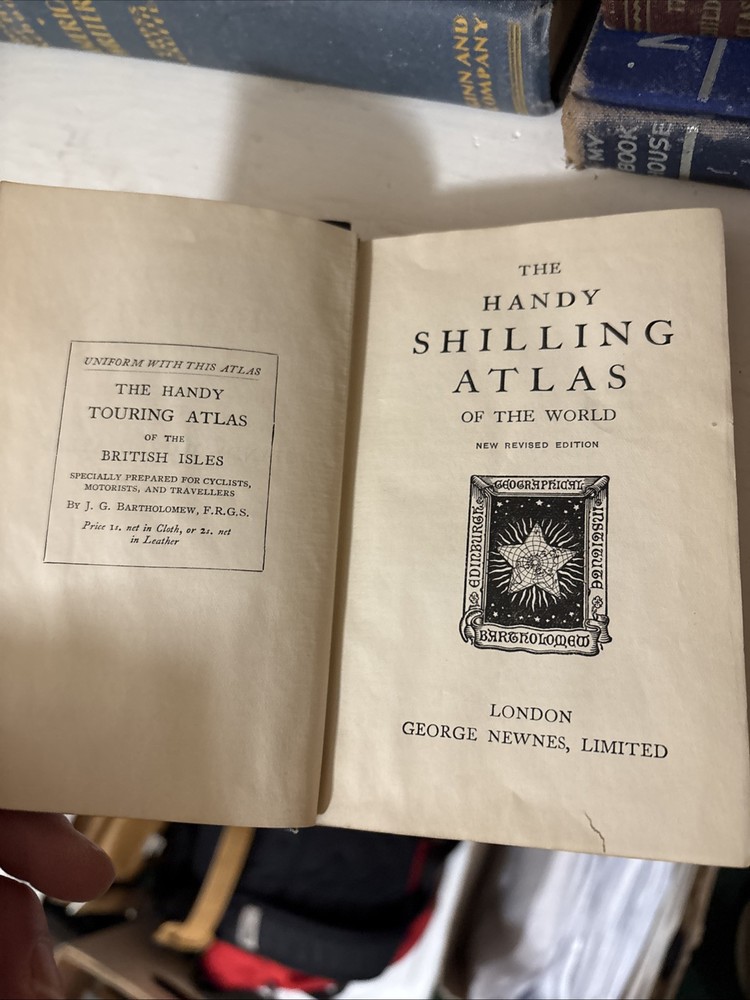 INN AND
COMPANY
MY
BOOK
HOUSE
UNIFORM WITH THIS ATLAS
THE HANDY
TOURING ATLAS
OF THE
BRITISH ISLES
SPECIALLY PREPARED FOR CYCLISTS,
MOTORISTS, AND TRAVELLERS
By J. G. BARTHOLOMEW, F.R.G.S.
Price 1s. net in Cloth, or 2s. net
in Leather
THE
HANDY
SHILLING
ATLAS
OF THE WORLD
NEW REVISED EDITION
GEOGRAPHICAL
EDINBURGH
INSTITUTE
BARTHOLOMEW
LONDON
GEORGE NEWNES, LIMITED